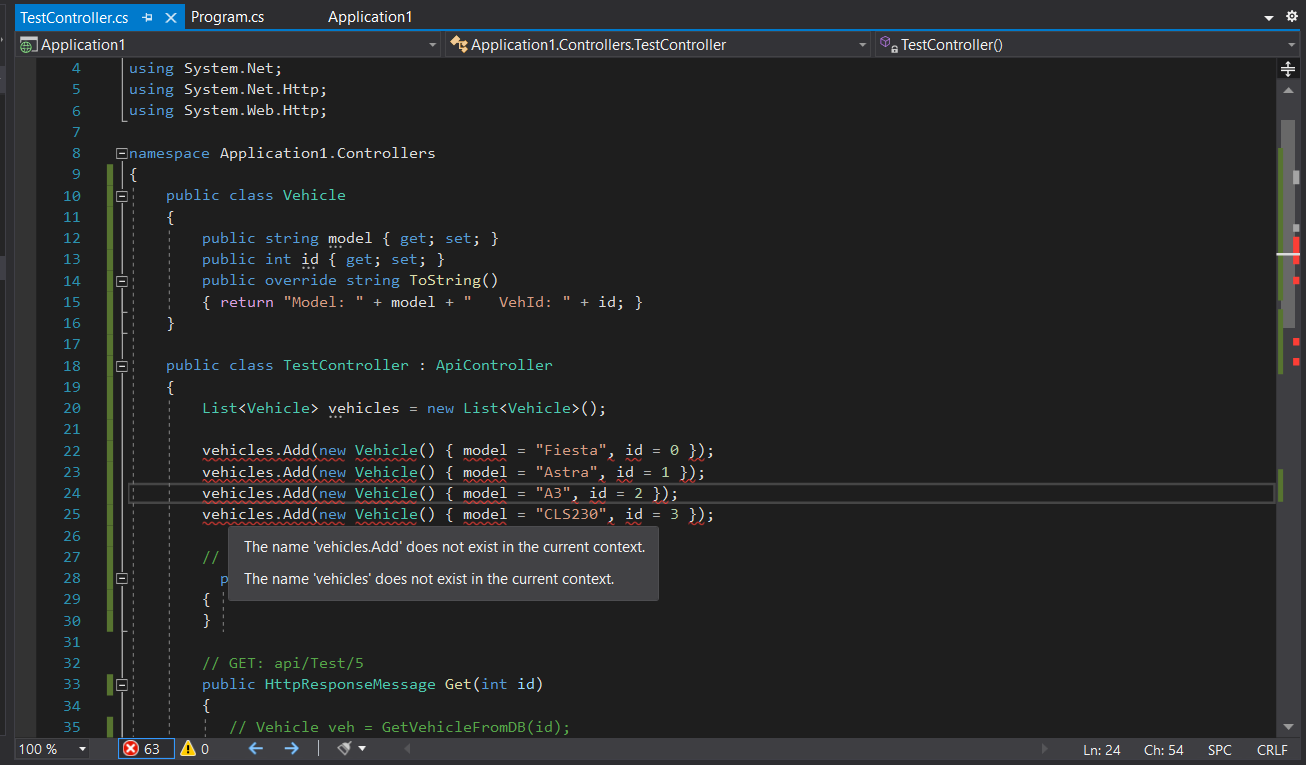 TestController.cs Program.cs Application1
Application1 Application1.Controllers.TestController TestController()
4 using System.Net;
5 using System.Net.Http;
6 using System.Web.Http;
7
8 namespace Application1.Controllers
9 {
10 public class Vehicle
11 {
12 public string model { get; set; }
13 public int id { get; set; }
14 public override string ToString()
15 { return "Model: " + model + "   VehId: " + id; }
16 }
17
18 public class TestController : ApiController
19 {
20 List<Vehicle> vehicles = new List<Vehicle>();
21
22 vehicles.Add(new Vehicle() { model = "Fiesta", id = 0 });
23 vehicles.Add(new Vehicle() { model = "Astra", id = 1 });
24 vehicles.Add(new Vehicle() { model = "A3", id = 2 });
25 vehicles.Add(new Vehicle() { model = "CLS230", id = 3 });
26
The name 'vehicles.Add' does not exist in the current context.
27 //
The name 'vehicles' does not exist in the current context.
28 p
29 {
30 }
31
32 // GET: api/Test/5
33 public HttpResponseMessage Get(int id)
34 {
35 // Vehicle veh = GetVehicleFromDB(id);
100 % 63 0 Ln: 24 Ch: 54 SPC CRLF